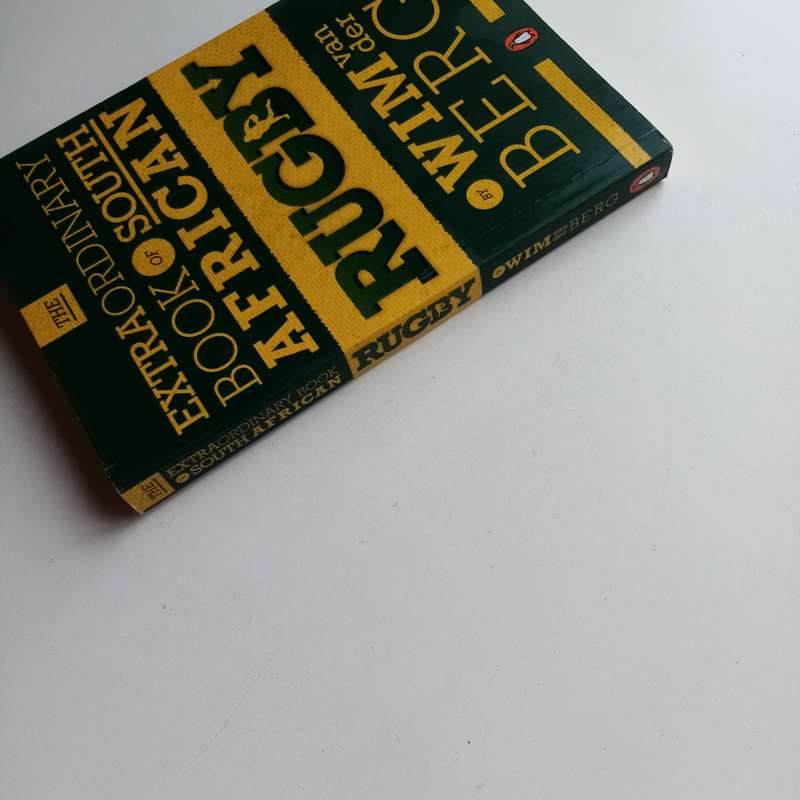 THE
EXTRAORDINARY
BOOK OF SOUTH
AFRICAN
RUGBY
BY WIM van der
BERG
THE
EXTRAORDINARY BOOK
OF SOUTH AFRICAN
RUGBY
BY WIM van der BERG